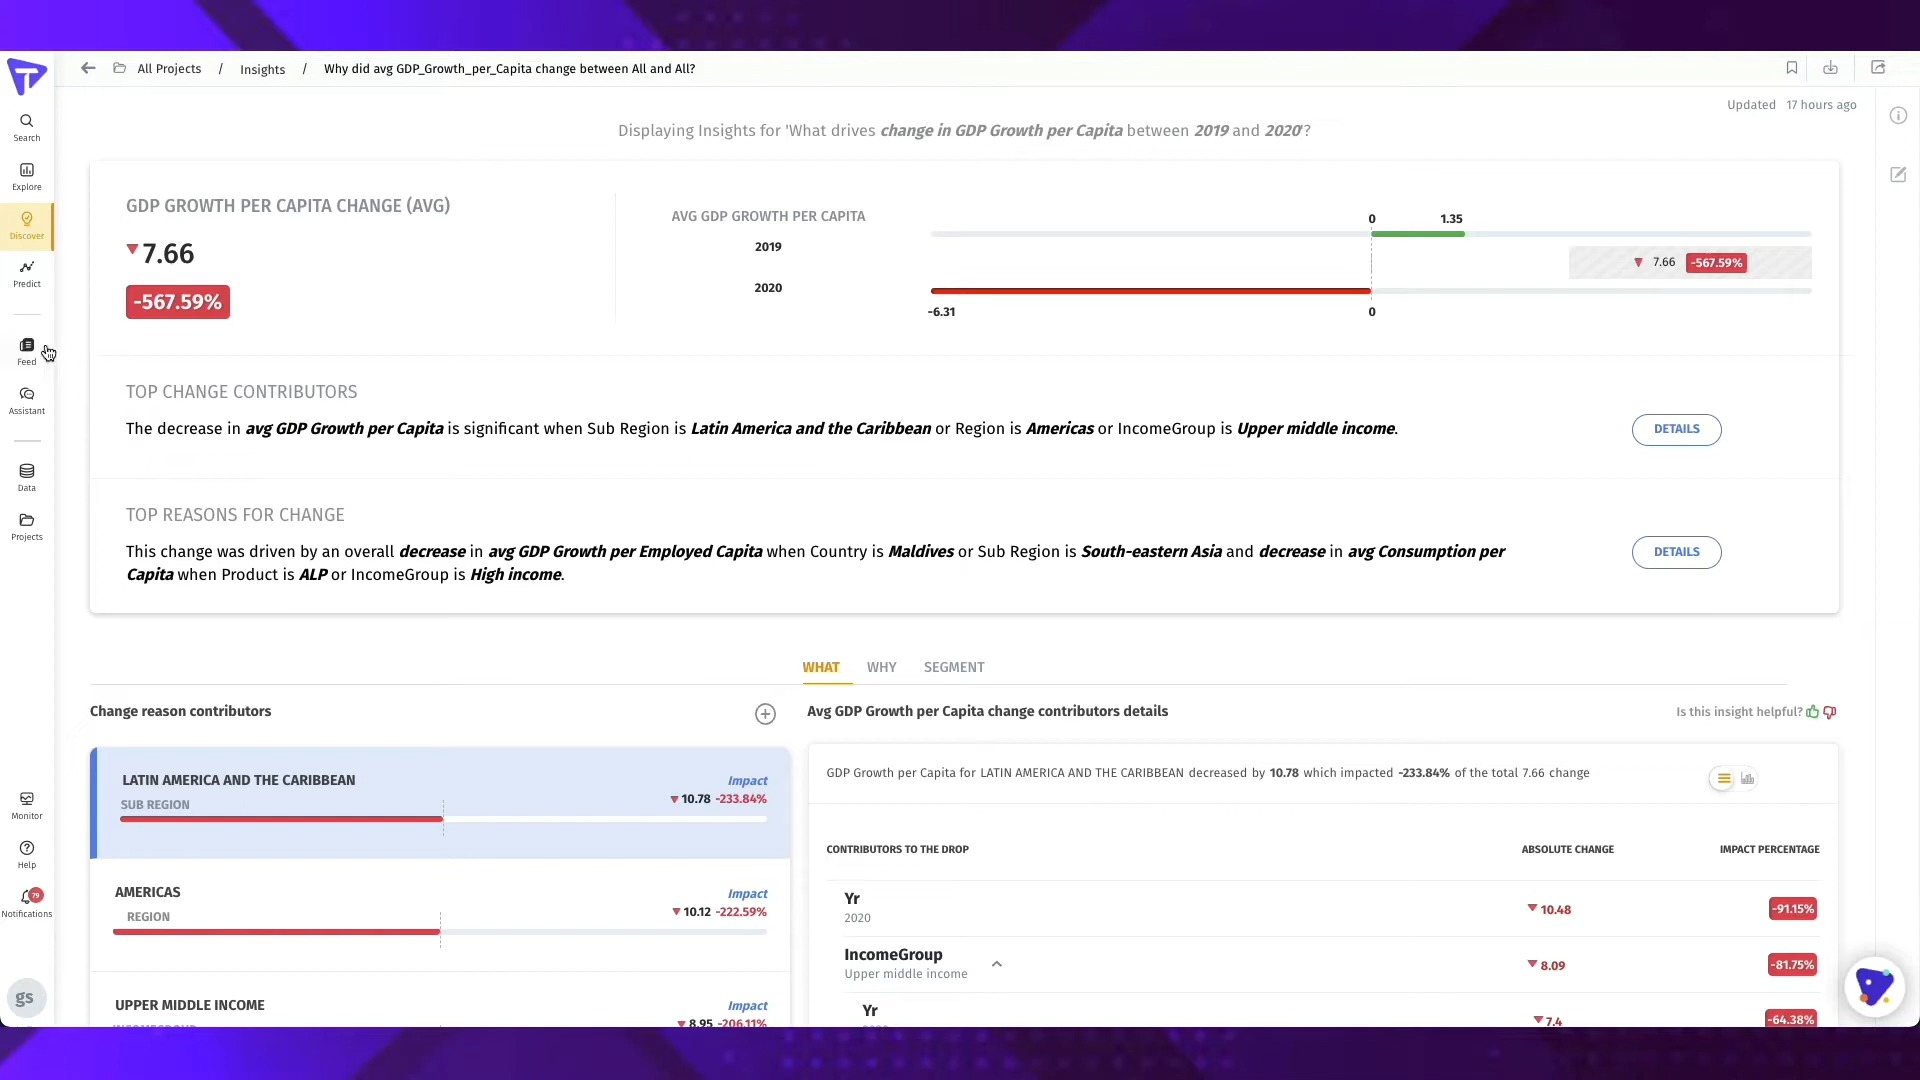 All Projects / Insights / Why did avg GDP_Growth_per_Capita change between All and All?
Updated 17 hours ago
Search
Explore
Discover
Predict
Feed
Assistant
Data
Projects
Monitor
Help
79
Notifications
gs
Displaying Insights for 'What drives change in GDP Growth per Capita between 2019 and 2020'?
GDP GROWTH PER CAPITA CHANGE (AVG)
7.66
-567.59%
AVG GDP GROWTH PER CAPITA
0 1.35
2019
7.66 -567.59%
2020
-6.31 0
TOP CHANGE CONTRIBUTORS
The decrease in avg GDP Growth per Capita is significant when Sub Region is Latin America and the Caribbean or Region is Americas or IncomeGroup is Upper middle income.
DETAILS
TOP REASONS FOR CHANGE
This change was driven by an overall decrease in avg GDP Growth per Employed Capita when Country is Maldives or Sub Region is South-eastern Asia and decrease in avg Consumption per
Capita when Product is ALP or IncomeGroup is High income.
DETAILS
WHAT WHY SEGMENT
Change reason contributors
LATIN AMERICA AND THE CARIBBEAN Impact
SUB REGION 10.78 -233.84%
AMERICAS Impact
REGION 10.12 -222.59%
UPPER MIDDLE INCOME Impact
8.95 -206.11%
Avg GDP Growth per Capita change contributors details
Is this insight helpful?
GDP Growth per Capita for LATIN AMERICA AND THE CARIBBEAN decreased by 10.78 which impacted -233.84% of the total 7.66 change
CONTRIBUTORS TO THE DROP ABSOLUTE CHANGE IMPACT PERCENTAGE
Yr
2020
10.48 -91.15%
IncomeGroup
Upper middle income
8.09 -81.75%
Yr
7.4 -64.38%